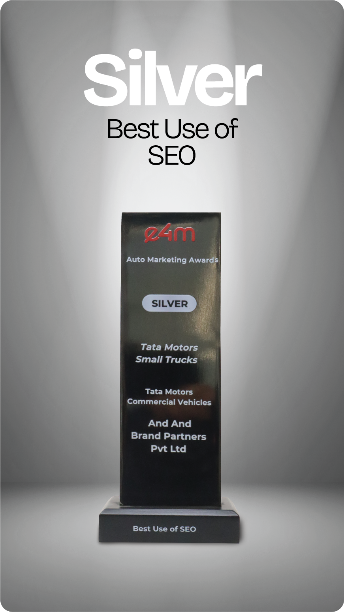 Silver
Best Use of
SEO
e4m
Auto Marketing Awards
SILVER
Tata Motors
Small Trucks
Tata Motors
Commercial Vehicles
And And
Brand Partners
Pvt Ltd
Best Use of SEO